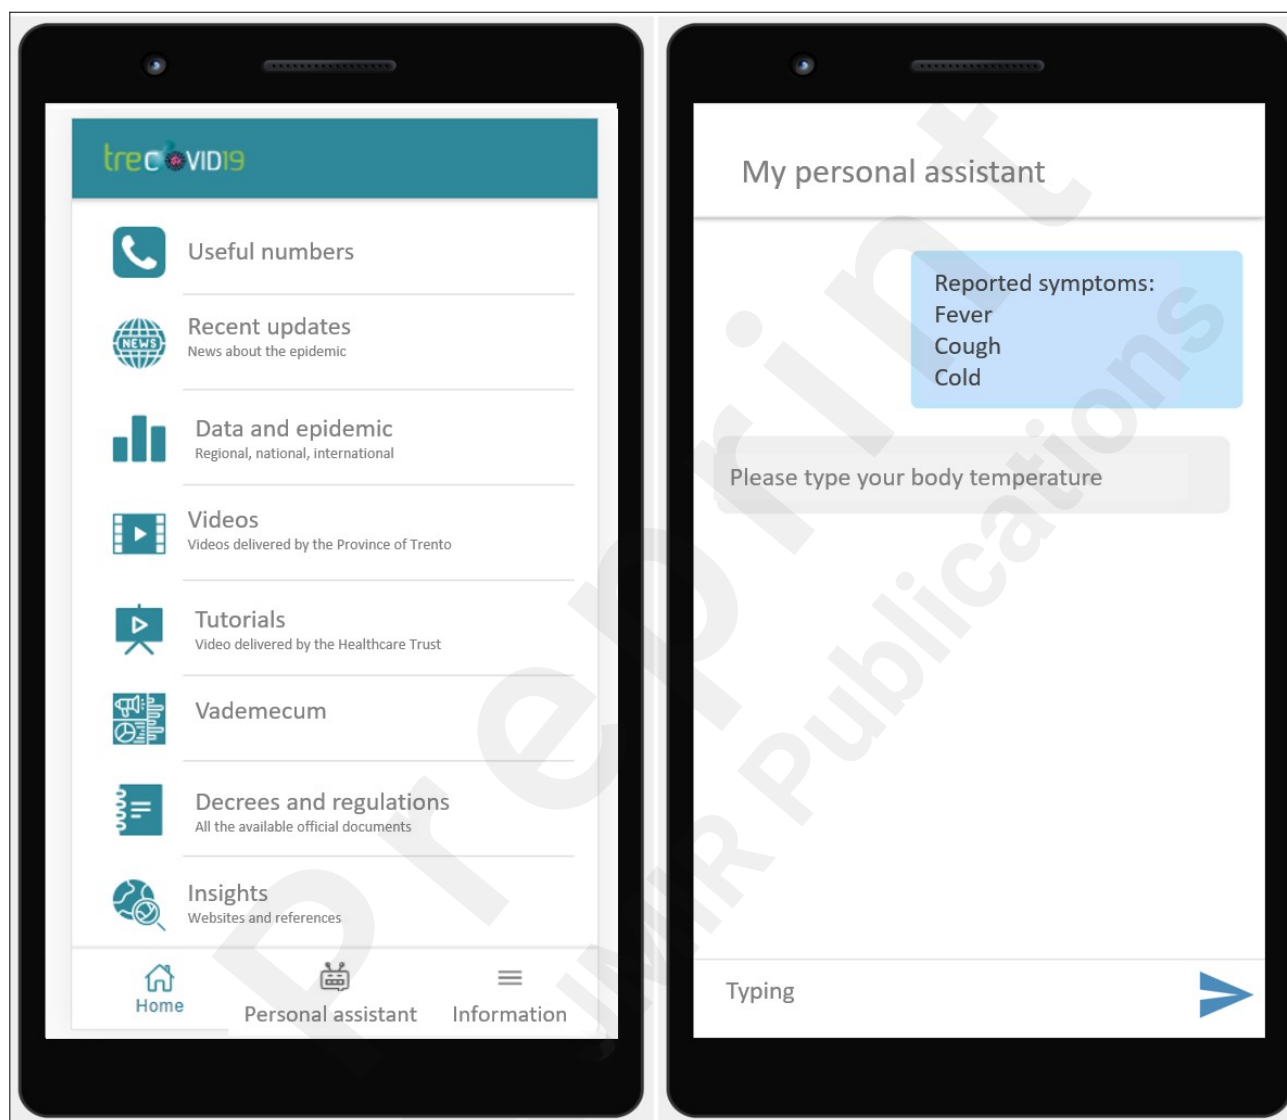 trecOVID19
Useful numbers
NEWS
Recent updates
News about the epidemic
Data and epidemic
Regional, national, international
Videos
Videos delivered by the Province of Trento
Tutorials
Video delivered by the Healthcare Trust
Vademecum
Decrees and regulations
All the available official documents
Insights
Websites and references
Home
Personal assistant
Information
My personal assistant
Reported symptoms:
Fever
Cough
Cold
Please type your body temperature
Typing
Preprint
JMIR Publications